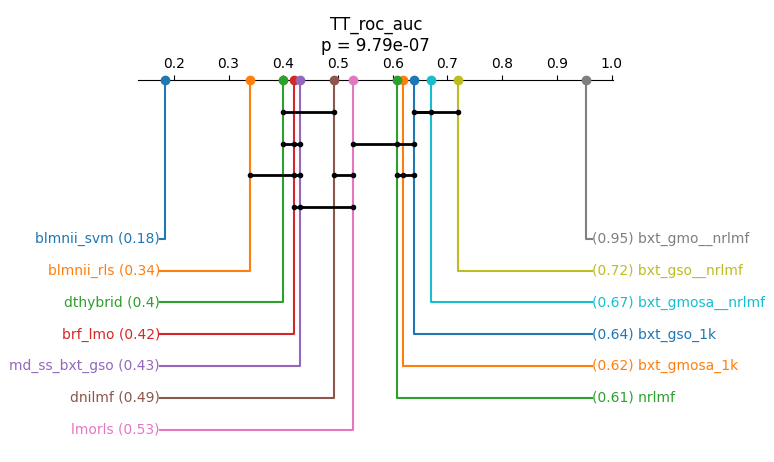 TT_roc_auc
p = 9.79e-07
0.2 0.3 0.4 0.5 0.6 0.7 0.8 0.9 1.0
blmnii_svm (0.18) (0.95) bxt_gmo__nrlmf
blmnii_rls (0.34) (0.72) bxt_gso__nrlmf
dthybrid (0.4) (0.67) bxt_gmosa__nrlmf
brf_lmo (0.42) (0.64) bxt_gso_1k
md_ss_bxt_gso (0.43) (0.62) bxt_gmosa_1k
dnilmf (0.49) (0.61) nrlmf
lmorls (0.53)